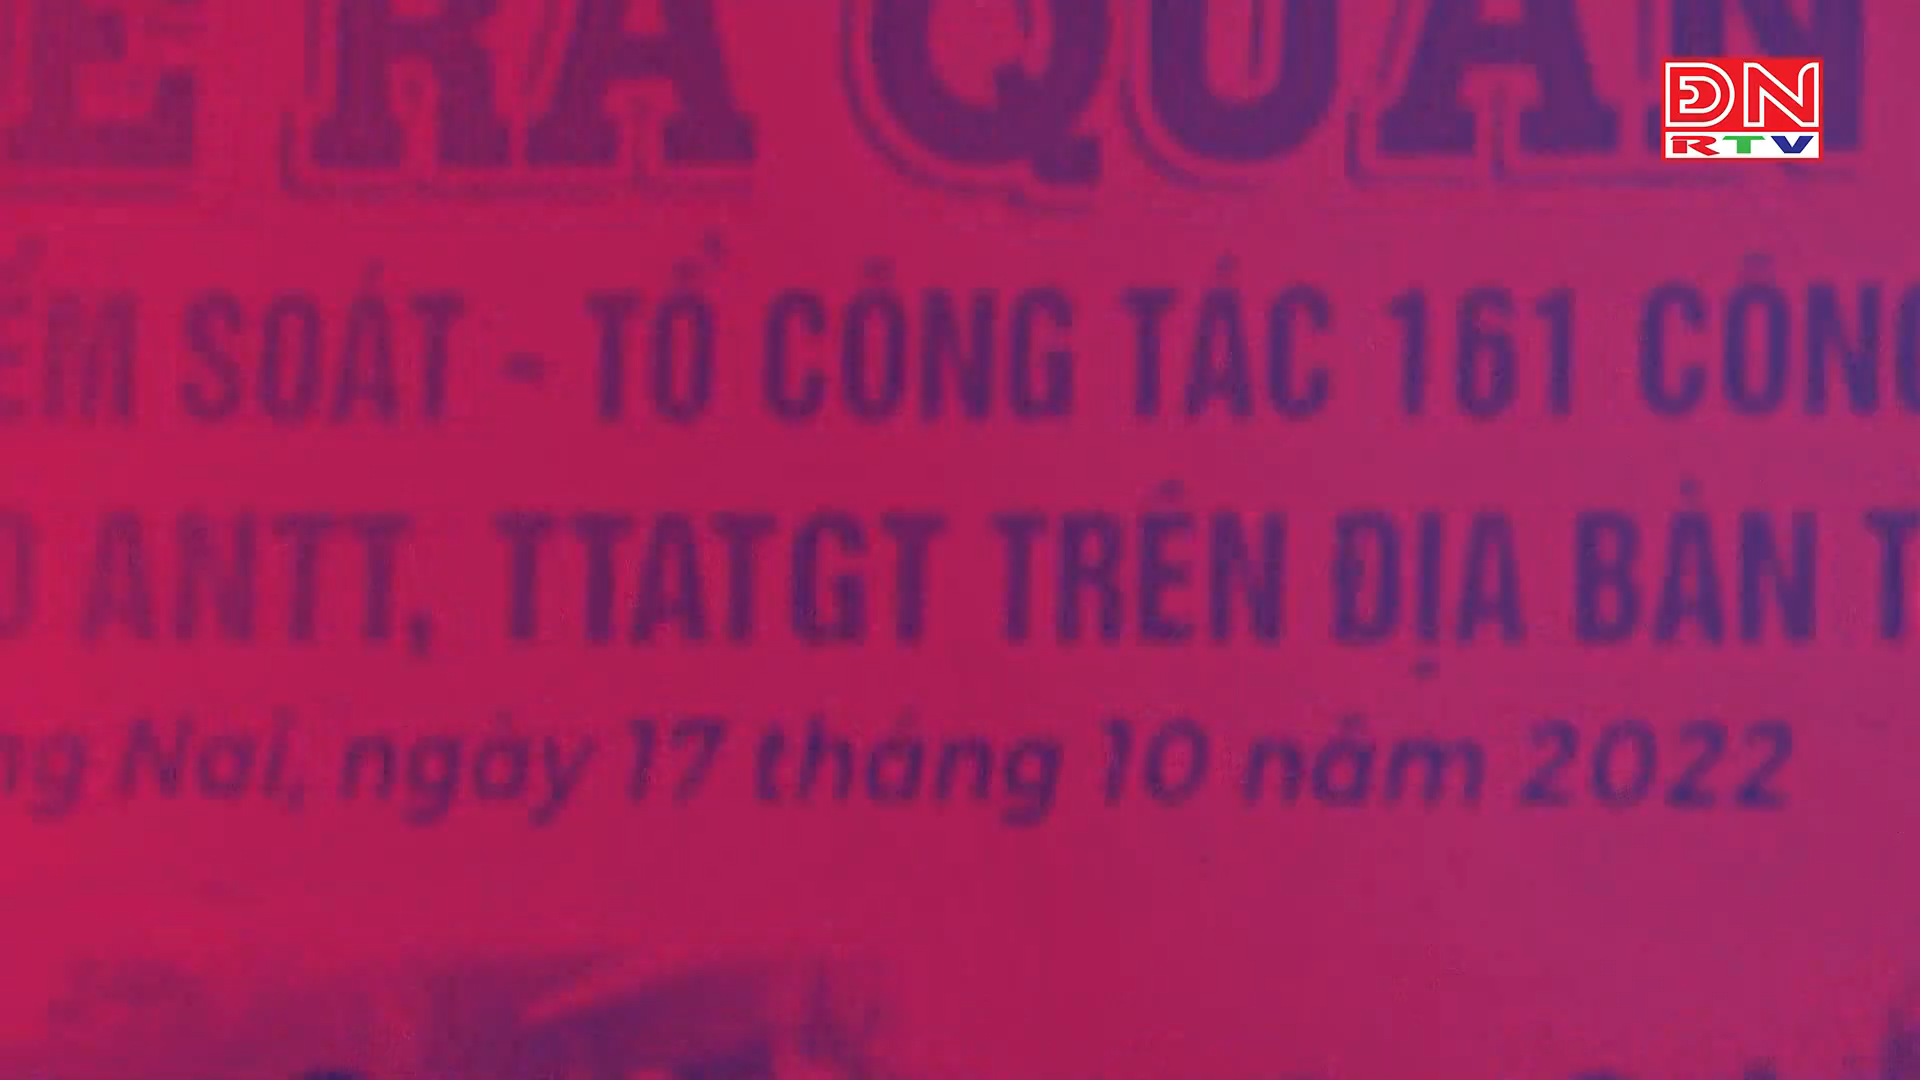 RA QUÂN
SOÁT - TỔ CÔNG TÁC 161 CÔNG
ANTT, TTATGT TRÊN ĐỊA BÀN T
Nai, ngày 17 tháng 10 năm 2022
ĐN
RTV